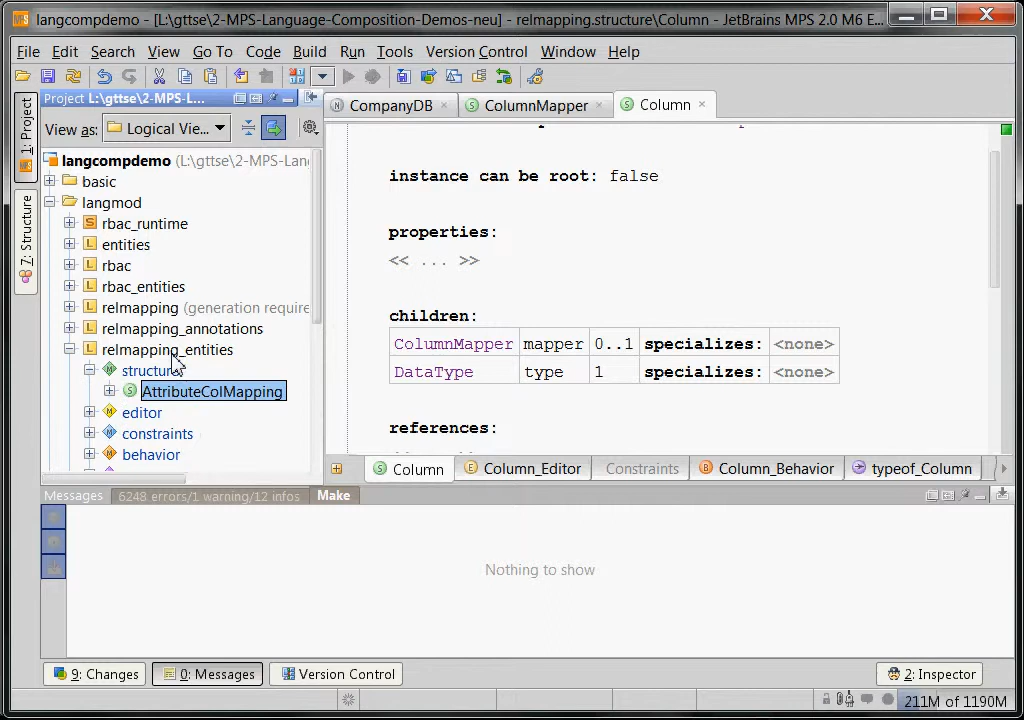 langcompdemo - [L:\gttse\2-MPS-Language-Composition-Demos-neu] - relmapping.structure\Column - JetBrains MPS 2.0 M6 E...
File Edit Search View Go To Code Build Run Tools Version Control Window Help
Project L:\gttse\2-MPS-L...
CompanyDB ColumnMapper Column
1: Project
7: Structure
View as: Logical Vie...
langcompdemo (L:\gttse\2-MPS-Lan
basic
langmod
rbac_runtime
entities
rbac
rbac_entities
relmapping (generation require
relmapping_annotations
relmapping_entities
structure
AttributeColMapping
editor
constraints
behavior
instance can be root: false
properties:
<< ... >>
children:
ColumnMapper mapper 0..1 specializes: <none>
DataType type 1 specializes: <none>
references:
Column Column_Editor Constraints Column_Behavior typeof_Column
Messages 6248 errors/1 warning/12 infos Make
Nothing to show
9: Changes 0: Messages Version Control 2: Inspector
211M of 1190M